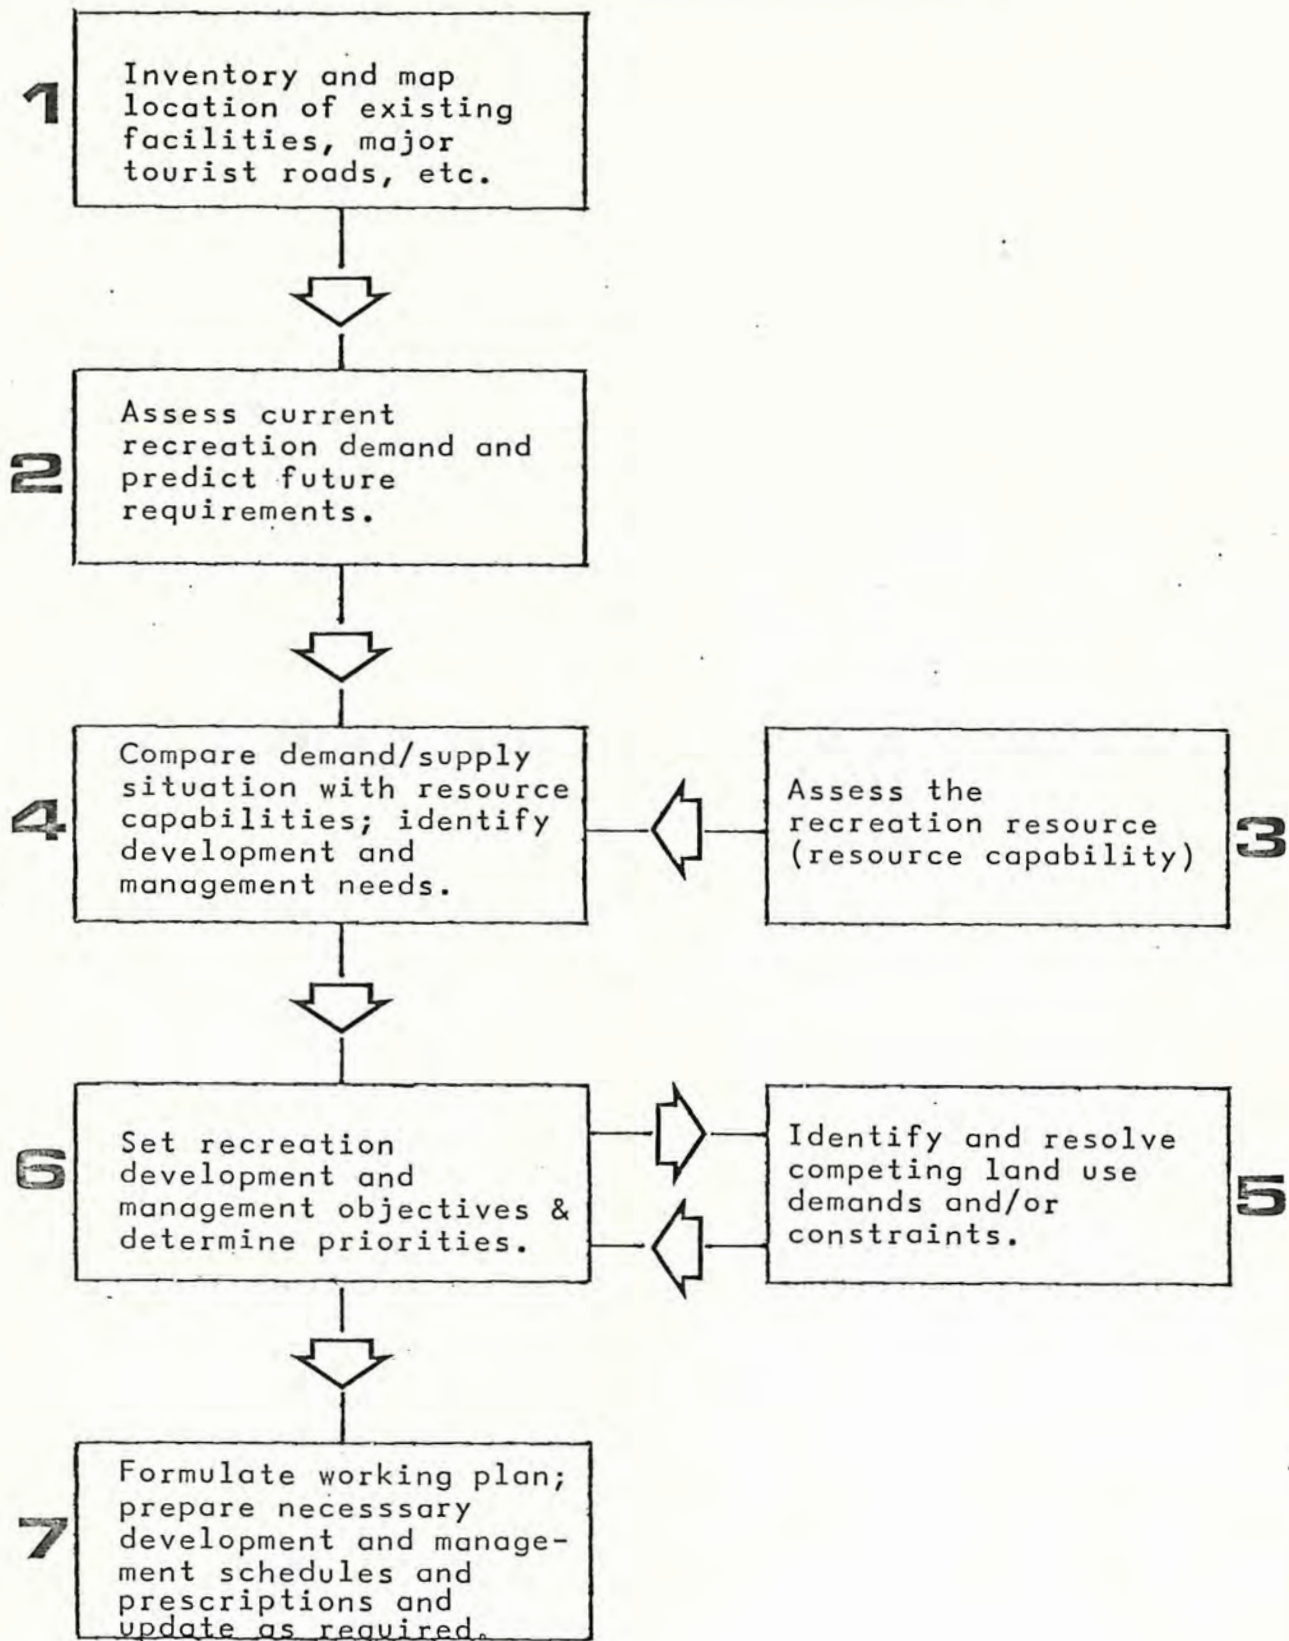 1
Inventory and map
location of existing
facilities, major
tourist roads, etc.
2
Assess current
recreation demand and
predict future
requirements.
4
Compare demand/supply
situation with resource
capabilities; identify
development and
management needs.
Assess the
recreation resource
(resource capability)
3
6
Set recreation
development and
management objectives &
determine priorities.
Identify and resolve
competing land use
demands and/or
constraints.
5
7
Formulate working plan;
prepare necesssary
development and manage-
ment schedules and
prescriptions and
update as required.